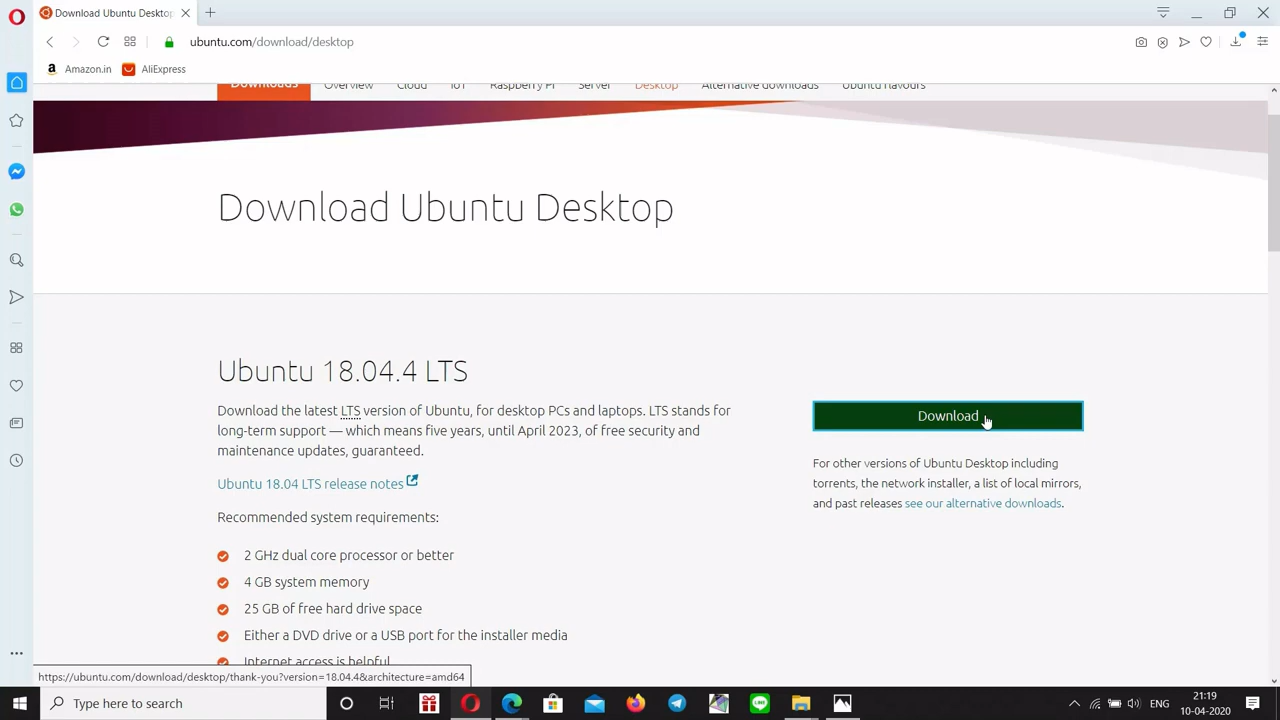 Download Ubuntu Desktop
ubuntu.com/download/desktop
Amazon.in
AliExpress
Downloads
Overview
Cloud
IoT
Raspberry Pi
Server
Desktop
Alternative downloads
Ubuntu flavours
Download Ubuntu Desktop
Ubuntu 18.04.4 LTS
Download the latest LTS version of Ubuntu, for desktop PCs and laptops. LTS stands for
long-term support — which means five years, until April 2023, of free security and
maintenance updates, guaranteed.
Ubuntu 18.04 LTS release notes
Recommended system requirements:
2 GHz dual core processor or better
4 GB system memory
25 GB of free hard drive space
Either a DVD drive or a USB port for the installer media
Internet access is helpful
Download
For other versions of Ubuntu Desktop including
torrents, the network installer, a list of local mirrors,
and past releases see our alternative downloads.
https://ubuntu.com/download/desktop/thank-you?version=18.04.4&architecture=amd64
Type here to search
LINE
ENG
21:19
10-04-2020